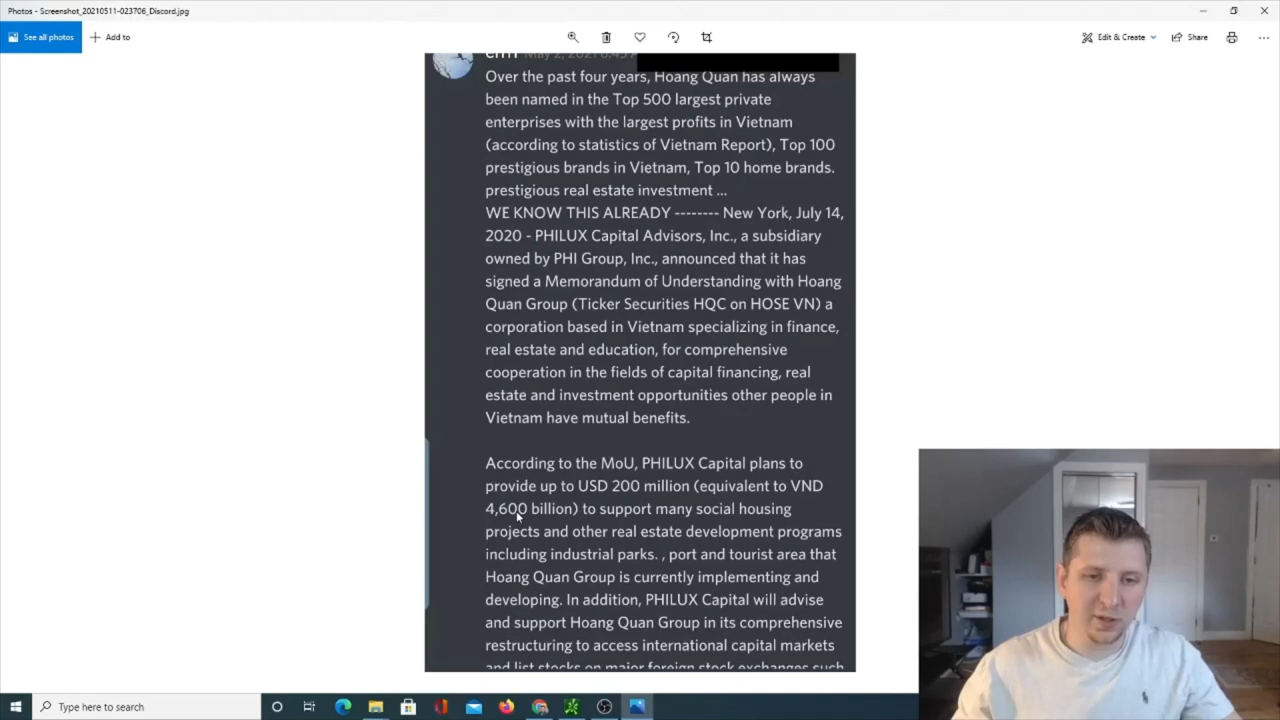 Photos - Screenshot_20210511-023706_Discord.jpg
See all photos
Add to
Edit & Create
Share
Over the past four years, Hoang Quan has always
been named in the Top 500 largest private
enterprises with the largest profits in Vietnam
(according to statistics of Vietnam Report), Top 100
prestigious brands in Vietnam, Top 10 home brands.
prestigious real estate investment ...
WE KNOW THIS ALREADY -------- New York, July 14,
2020 - PHILUX Capital Advisors, Inc., a subsidiary
owned by PHI Group, Inc., announced that it has
signed a Memorandum of Understanding with Hoang
Quan Group (Ticker Securities HQC on HOSE VN) a
corporation based in Vietnam specializing in finance,
real estate and education, for comprehensive
cooperation in the fields of capital financing, real
estate and investment opportunities other people in
Vietnam have mutual benefits.
According to the MoU, PHILUX Capital plans to
provide up to USD 200 million (equivalent to VND
4,600 billion) to support many social housing
projects and other real estate development programs
including industrial parks. , port and tourist area that
Hoang Quan Group is currently implementing and
developing. In addition, PHILUX Capital will advise
and support Hoang Quan Group in its comprehensive
restructuring to access international capital markets
and list stocks on major foreign stock exchanges such
Type here to search